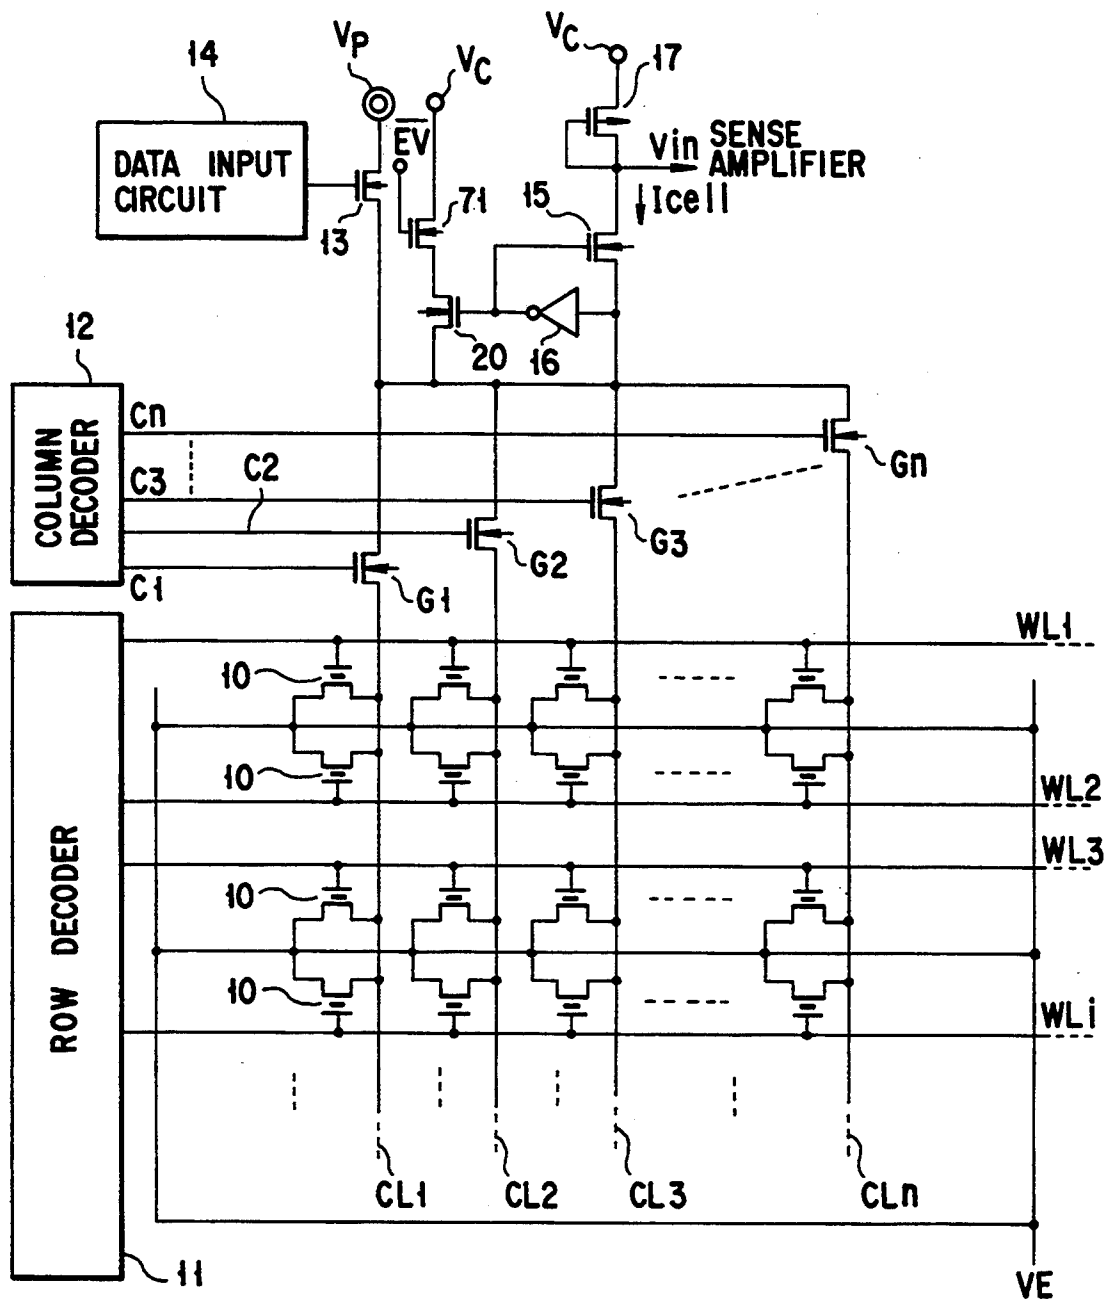 14
VP
VC
VC
17
DATA INPUT
CIRCUIT
EV
Vin SENSE
AMPLIFIER
13
71
15
Icell
12
20
16
COLUMN
DECODER
Cn
C3
C2
C1
Gn
G3
G2
G1
WL1
10
10
WL2
WL3
10
10
WLi
ROW DECODER
CL1
CL2
CL3
CLn
11
VE